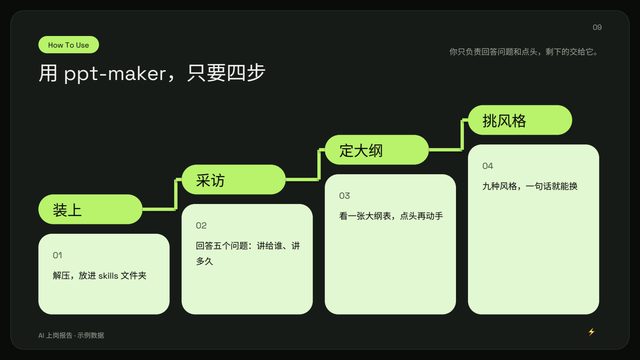 09
How To Use
你只负责回答问题和点头，剩下的交给它。
用 ppt-maker，只要四步
装上
01
解压，放进 skills 文件夹
采访
02
回答五个问题：讲给谁、讲
多久
定大纲
03
看一张大纲表，点头再动手
挑风格
04
九种风格，一句话就能换
AI 上岗报告 · 示例数据
⚡